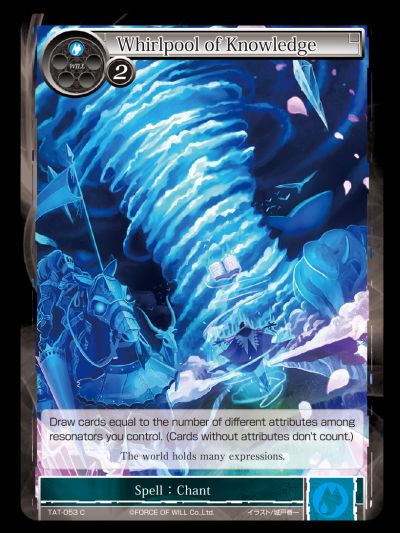 Whirlpool of Knowledge
WILL
2
Draw cards equal to the number of different attributes among
resonators you control. (Cards without attributes don't count.)
The world holds many expressions.
Spell : Chant
TAT-053 C
©FORCE OF WILL Co.,Ltd.
イラスト/城戸春一